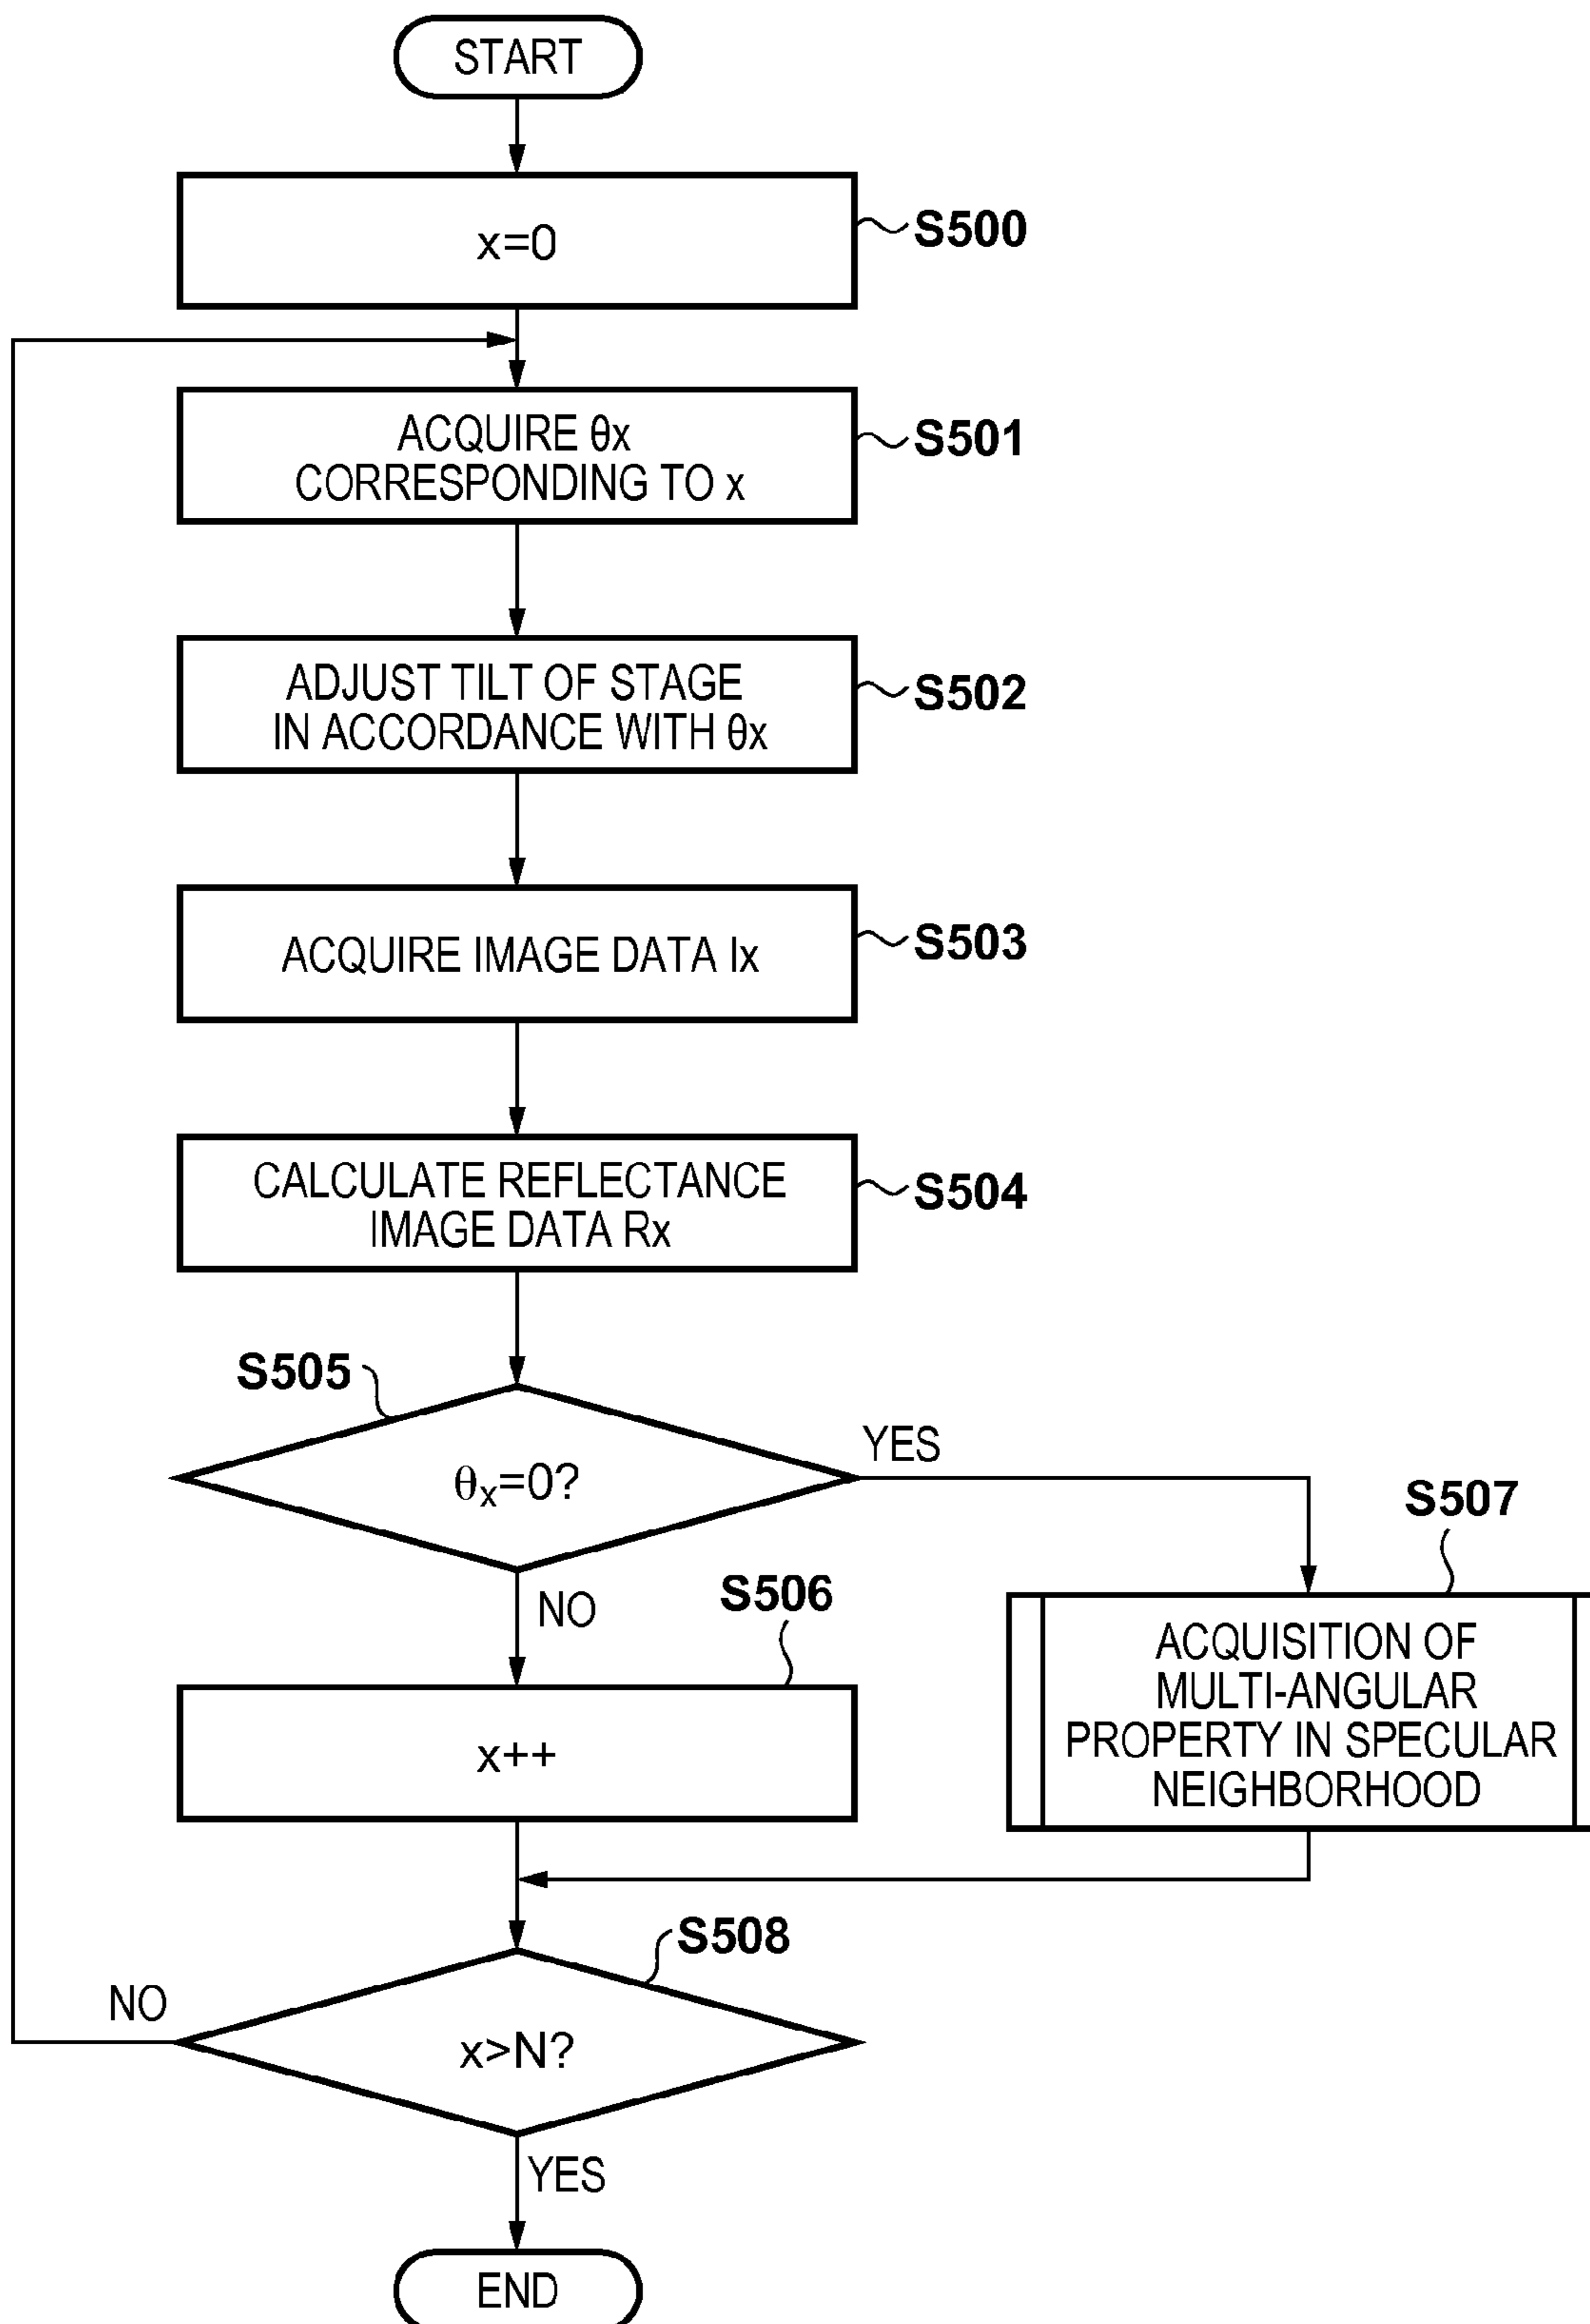 START
x=0
S500
ACQUIRE θx
CORRESPONDING TO x
S501
ADJUST TILT OF STAGE
IN ACCORDANCE WITH θx
S502
ACQUIRE IMAGE DATA Ix
S503
CALCULATE REFLECTANCE
IMAGE DATA Rx
S504
S505
θx=0?
YES
NO
S506
x++
S507
ACQUISITION OF
MULTI-ANGULAR
PROPERTY IN SPECULAR
NEIGHBORHOOD
S508
x>N?
NO
YES
END